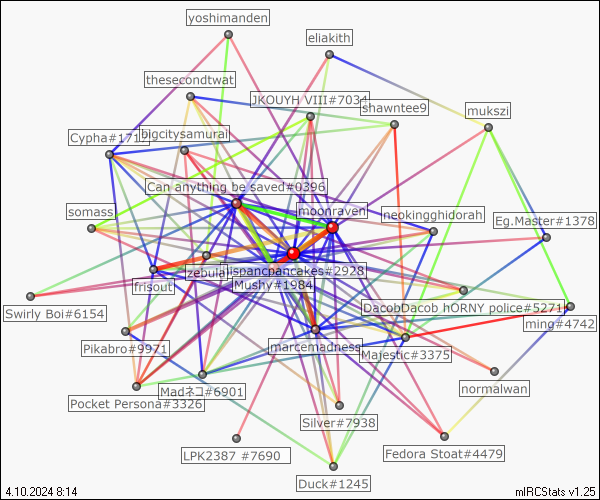 yoshimanden
eliakith
thesecondtwat
JKOUYH VIII#7034
shawntee9
mukszi
Cypha#171
bigcitysamurai
Can anything be saved#0396
somass
moonraven
neokingghidorah
Eg.Master#1378
zebula
ispancpancakes#2928
frisout
Mushy#1984
Swirly Boi#6154
DacobDacob
hORNY police#5271
ming#4742
Pikabro#9971
marcemadness
Majestic#3375
Madネコ#6901
normalwan
Pocket Persona#3326
Silver#7938
LPK2387 #7690
Fedora Stoat#4479
Duck#1245
4.10.2024 8:14
mIRCStats v1.25